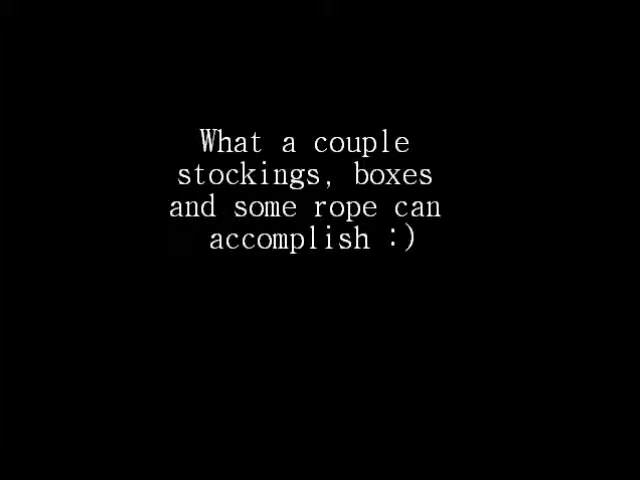 What a couple
stockings, boxes
and some rope can
accomplish :)